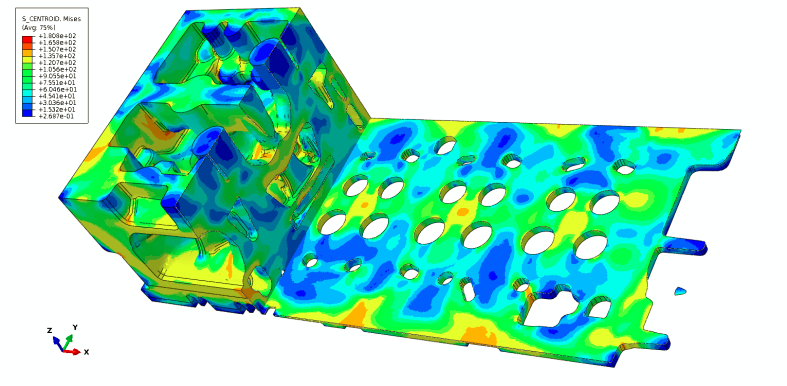 S_CENTROID. Mises
(Avg: 75%)
+1.808e+02
+1.658e+02
+1.507e+02
+1.357e+02
+1.207e+02
+1.056e+02
+9.055e+01
+7.551e+01
+6.046e+01
+4.541e+01
+3.036e+01
+1.532e+01
+2.687e-01
Y
Z
X